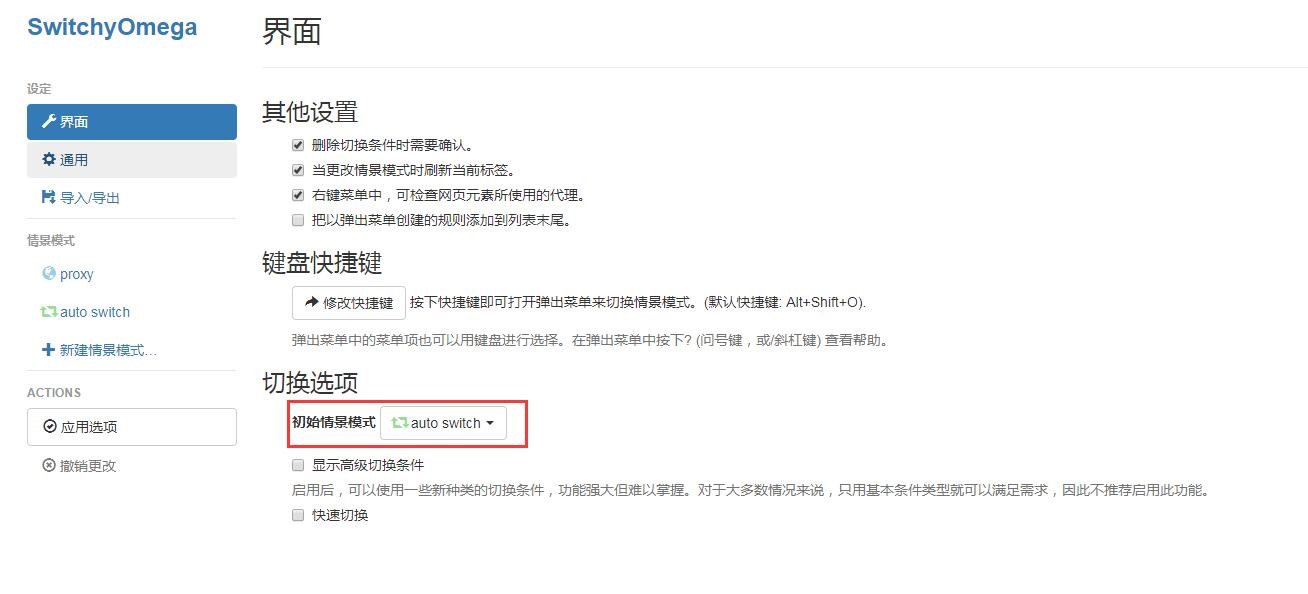 SwitchyOmega
界面
设定
界面
通用
导入/导出
情景模式
proxy
auto switch
新建情景模式…
ACTIONS
应用选项
撤销更改
其他设置
删除切换条件时需要确认。
当更改情景模式时刷新当前标签。
右键菜单中，可检查网页元素所使用的代理。
把以弹出菜单创建的规则添加到列表末尾。
键盘快捷键
修改快捷键 按下快捷键即可打开弹出菜单来切换情景模式。(默认快捷键: Alt+Shift+O).
弹出菜单中的菜单项也可以用键盘进行选择。在弹出菜单中按下? (问号键，或/斜杠键) 查看帮助。
切换选项
初始情景模式 auto switch
显示高级切换条件
启用后，可以使用一些新种类的切换条件，功能强大但难以掌握。对于大多数情况来说，只用基本条件类型就可以满足需求，因此不推荐启用此功能。
快速切换